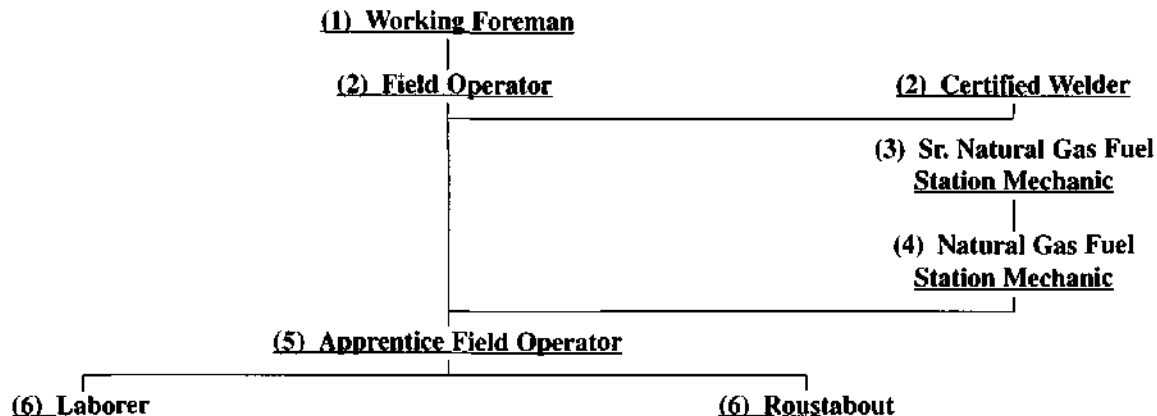 (1) Working Foreman
(2) Field Operator
(2) Certified Welder
(3) Sr. Natural Gas Fuel
Station Mechanic
(4) Natural Gas Fuel
Station Mechanic
(5) Apprentice Field Operator
(6) Laborer
(6) Roustabout